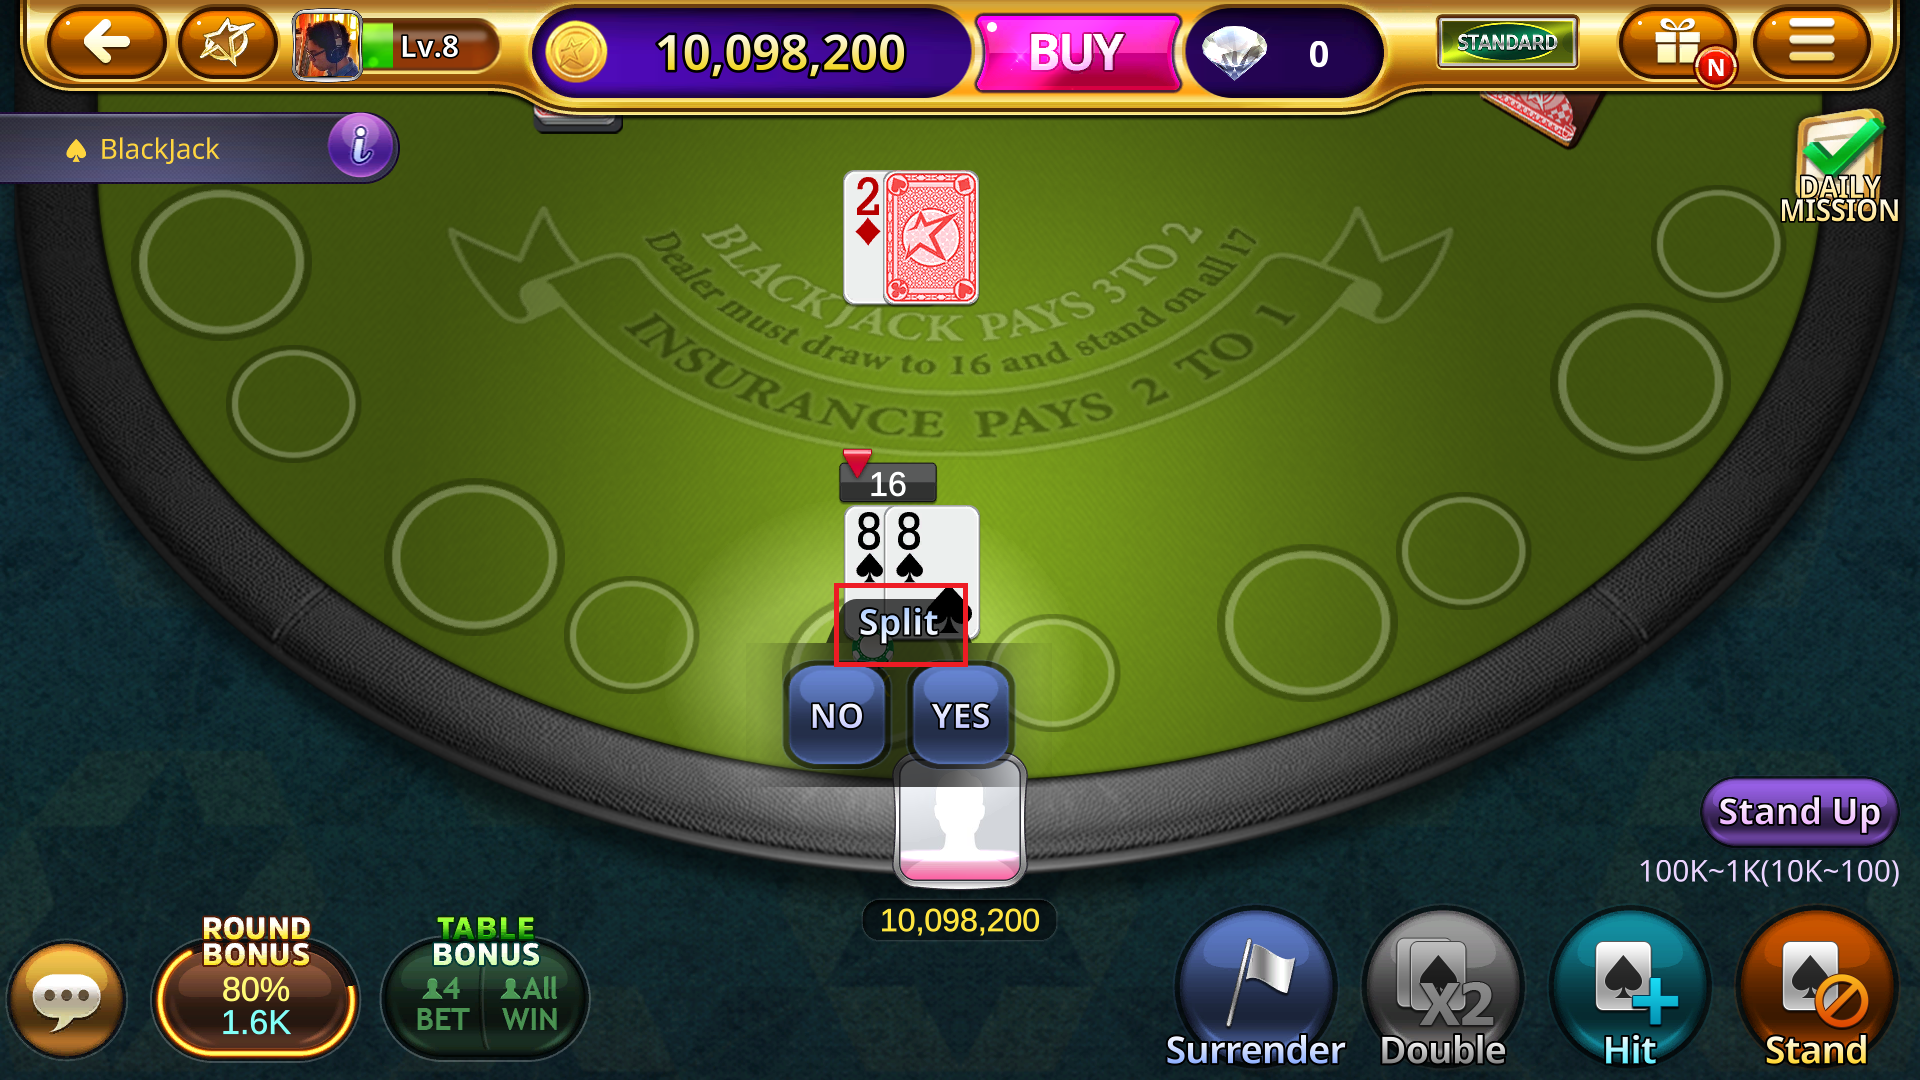 Lv.8
10,098,200
BUY
0
STANDARD
N
BlackJack
DAILY
MISSION
2
BLACKJACK PAYS 3 TO 2
Dealer must draw to 16 and stand on all 17
INSURANCE PAYS 2 TO 1
16
8 8
Split
NO YES
Stand Up
100K~1K(10K~100)
10,098,200
ROUND
BONUS
80%
1.6K
TABLE
BONUS
4 All
BET WIN
Surrender
X2
Double
Hit
Stand